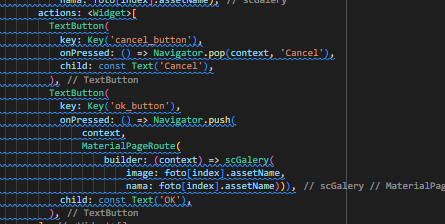 nama: foto[index].assetName), // scGalery
actions: <Widget>[
TextButton(
key: Key('cancel_button'),
onPressed: () => Navigator.pop(context, 'Cancel'),
child: const Text('Cancel'),
), // TextButton
TextButton(
key: Key('ok_button'),
onPressed: () => Navigator.push(
context,
MaterialPageRoute(
builder: (context) => scGalery(
image: foto[index].assetName,
nama: foto[index].assetName))), // scGalery // MaterialPag
child: const Text('OK'),
), // TextButton